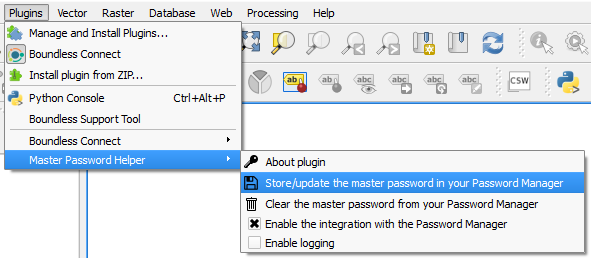 Plugins Vector Raster Database Web Processing Help
Manage and Install Plugins...
Boundless Connect
Install plugin from ZIP...
Python Console Ctrl+Alt+P
Boundless Support Tool
Boundless Connect
Master Password Helper
About plugin
Store/update the master password in your Password Manager
Clear the master password from your Password Manager
Enable the integration with the Password Manager
Enable logging
ab
abc
abc
abc
abc
abc
CSW